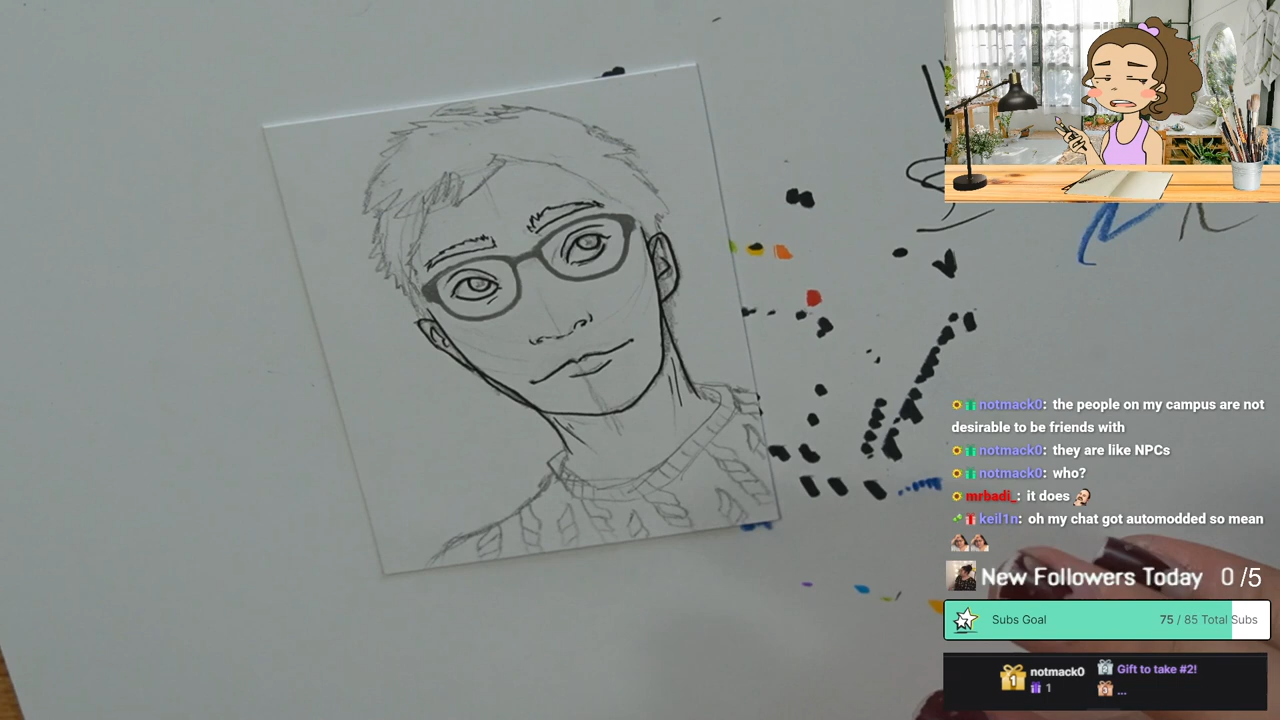 notmack0: the people on my campus are not
desirable to be friends with
notmack0: they are like NPCs
notmack0: who?
mrbadi_: it does
keil1n: oh my chat got automodded so mean
New Followers Today 0 /5
Subs Goal 75 / 85 Total Subs
notmack0 Gift to take #2!
1 1 ...